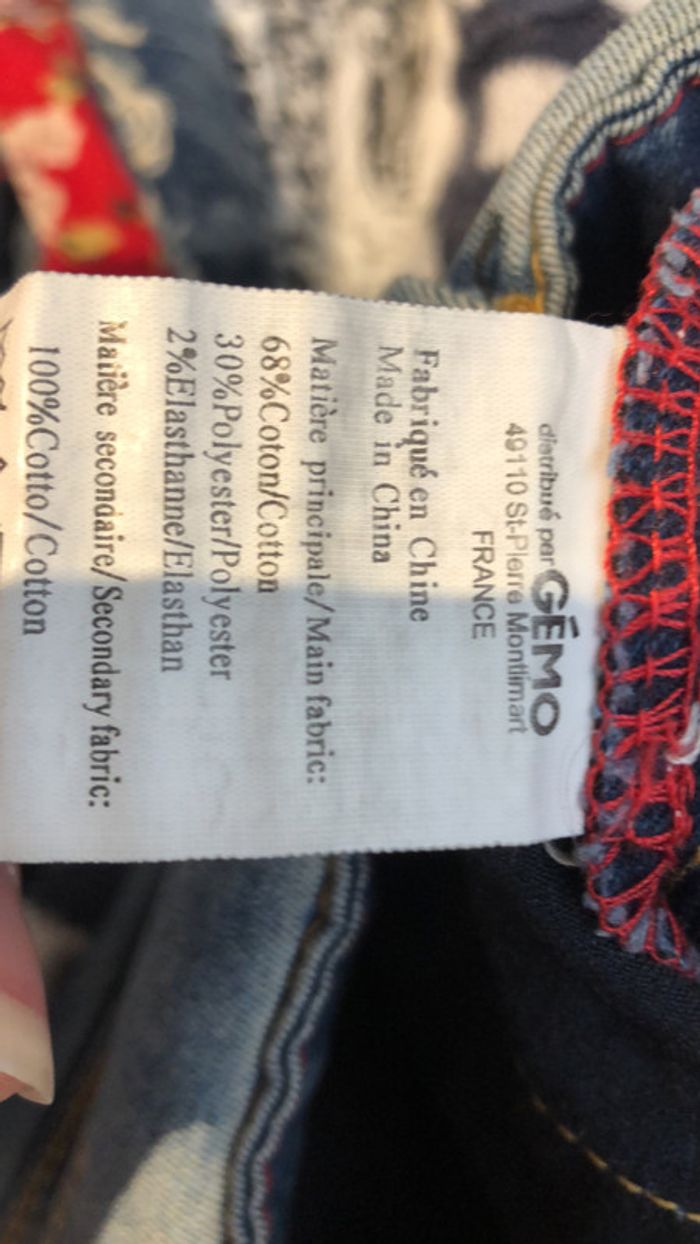 distribué par GÉMO
49110 St-Pierre Montlimart
FRANCE
Fabriqué en Chine
Made in China
Matière principale/Main fabric:
68%Coton/Cotton
30%Polyester/Polyester
2%Elasthanne/Elasthan
Matière secondaire/Secondary fabric:
100%Cotto/Cotton